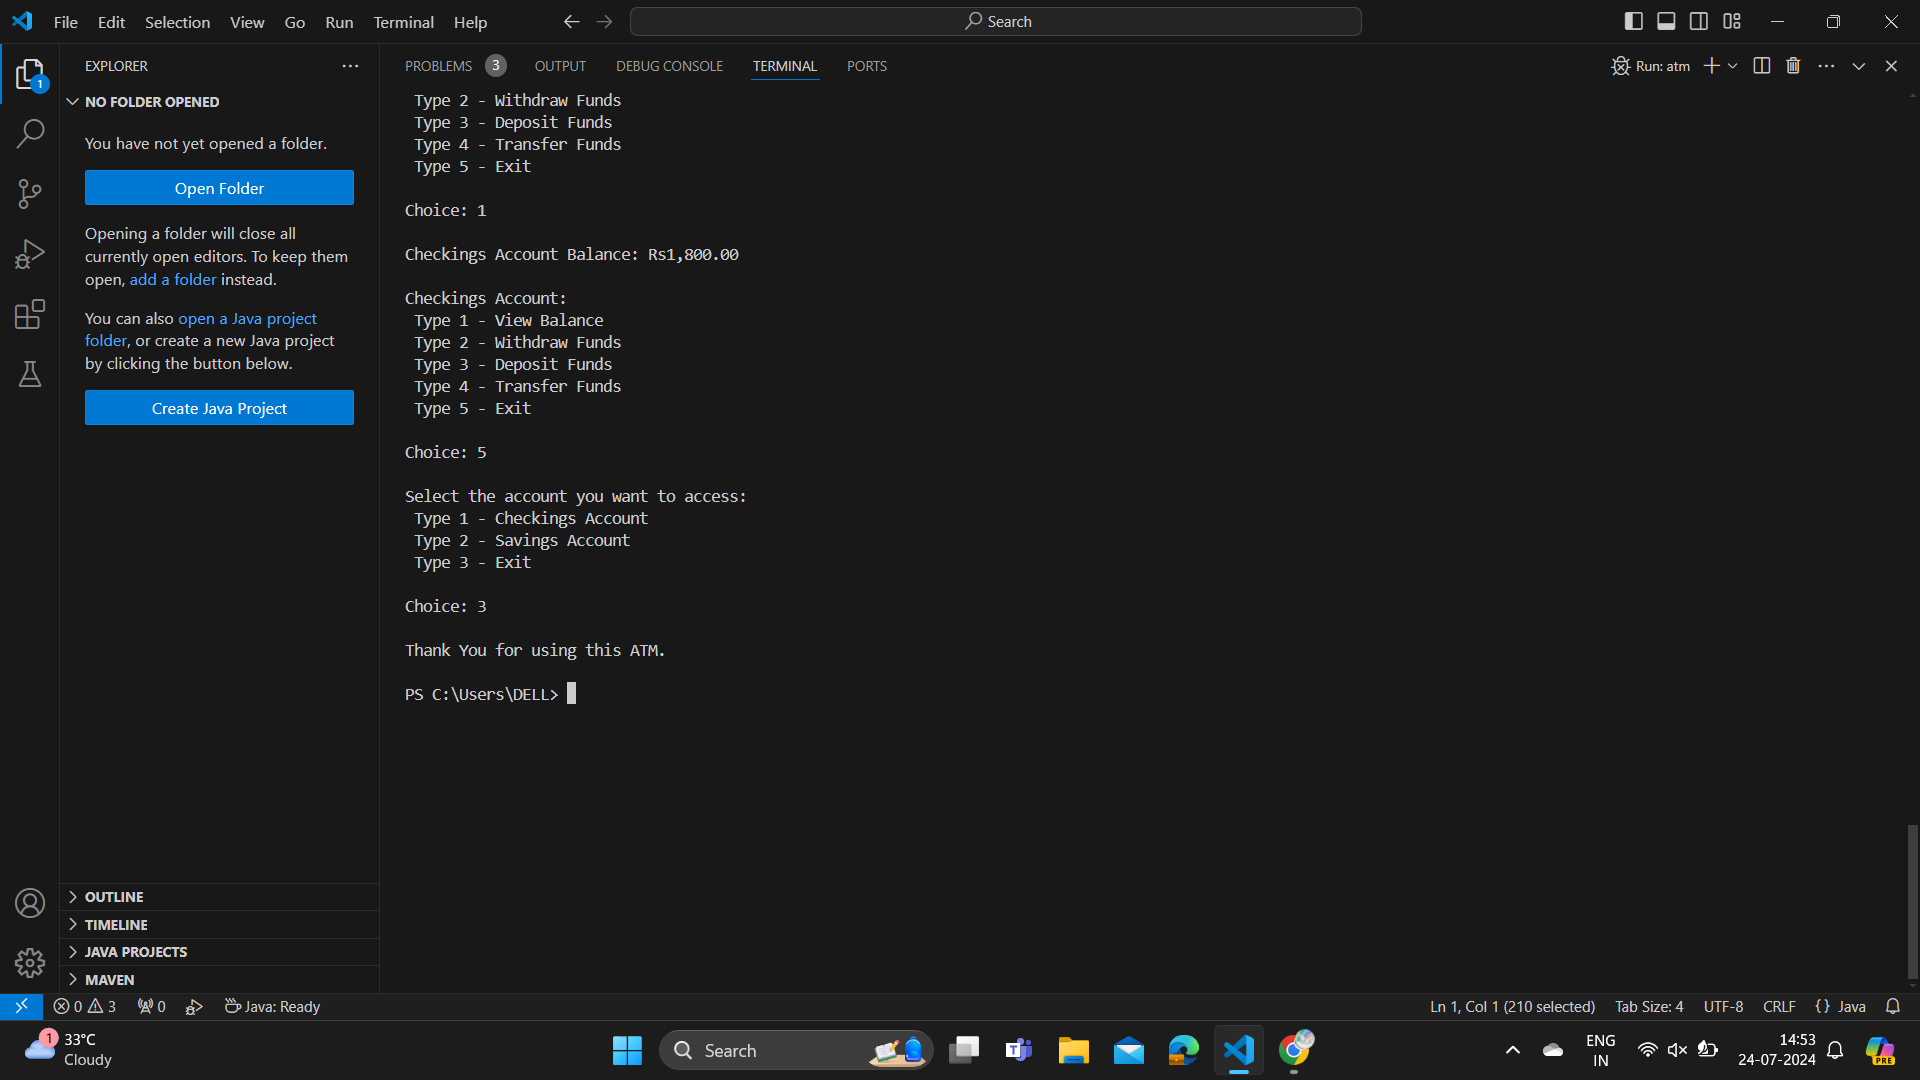 File Edit Selection View Go Run Terminal Help
Search
EXPLORER
1
NO FOLDER OPENED
You have not yet opened a folder.
Open Folder
Opening a folder will close all
currently open editors. To keep them
open, add a folder instead.
You can also open a Java project
folder, or create a new Java project
by clicking the button below.
Create Java Project
OUTLINE
TIMELINE
JAVA PROJECTS
MAVEN
PROBLEMS 3 OUTPUT DEBUG CONSOLE TERMINAL PORTS
Run: atm
Type 2 - Withdraw Funds
Type 3 - Deposit Funds
Type 4 - Transfer Funds
Type 5 - Exit
Choice: 1
Checkings Account Balance: Rs1,800.00
Checkings Account:
Type 1 - View Balance
Type 2 - Withdraw Funds
Type 3 - Deposit Funds
Type 4 - Transfer Funds
Type 5 - Exit
Choice: 5
Select the account you want to access:
Type 1 - Checkings Account
Type 2 - Savings Account
Type 3 - Exit
Choice: 3
Thank You for using this ATM.
PS C:\Users\DELL>
0 3 0 Java: Ready
Ln 1, Col 1 (210 selected) Tab Size: 4 UTF-8 CRLF {} Java
1
33°C
Cloudy
Search
ENG
IN
14:53
24-07-2024
PRE